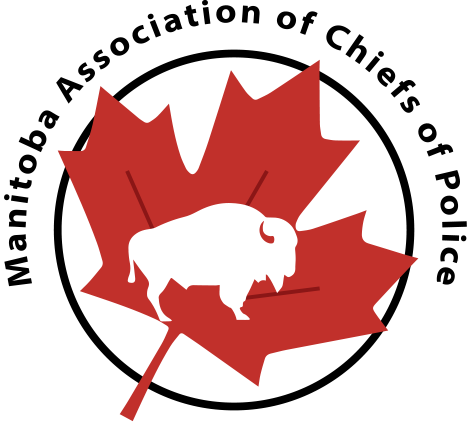 Manitoba Association of Chiefs of Police